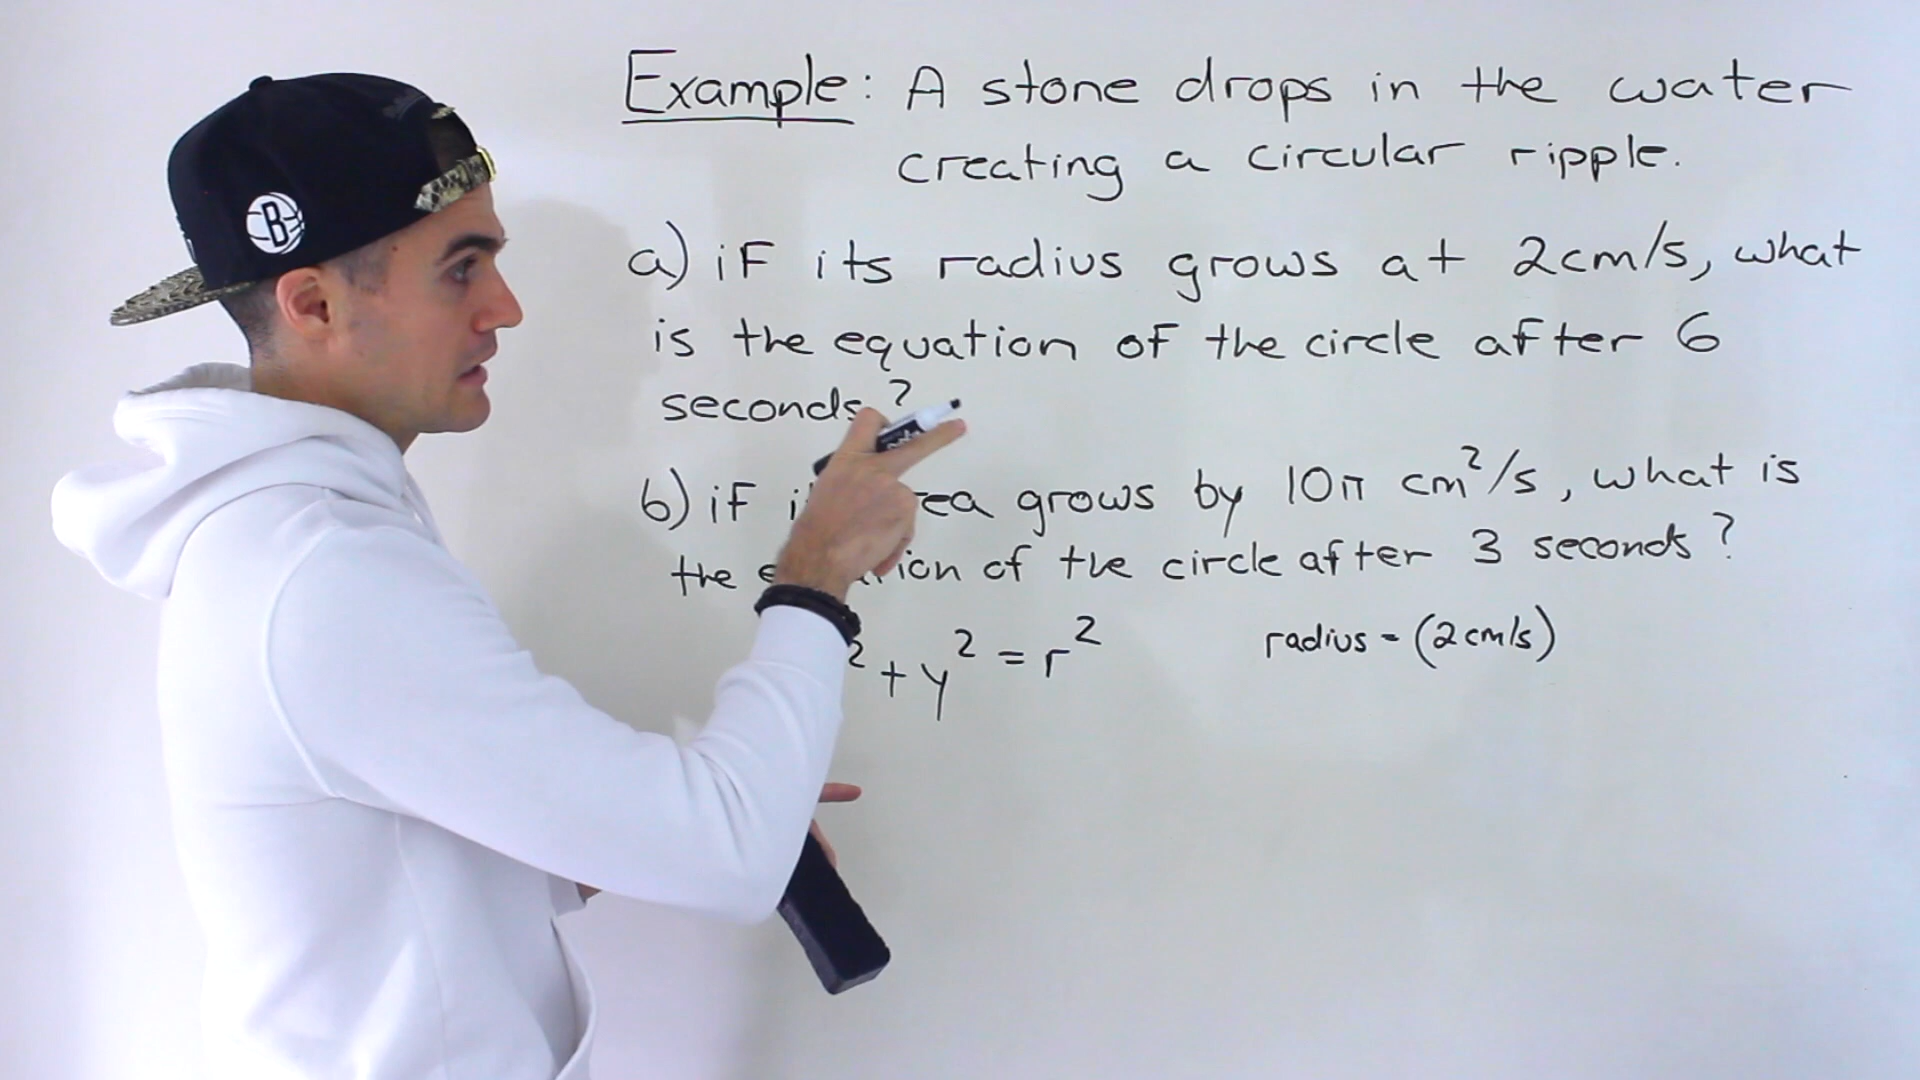 Example: A stone drops in the water
creating a circular ripple.
a) if its radius grows at 2cm/s, what
is the equation of the circle after 6
seconds?
b) if grows by 10π cm²/s, what is
the of the circle after 3 seconds?
² + y² = r²
radius = (2cm/s)
B